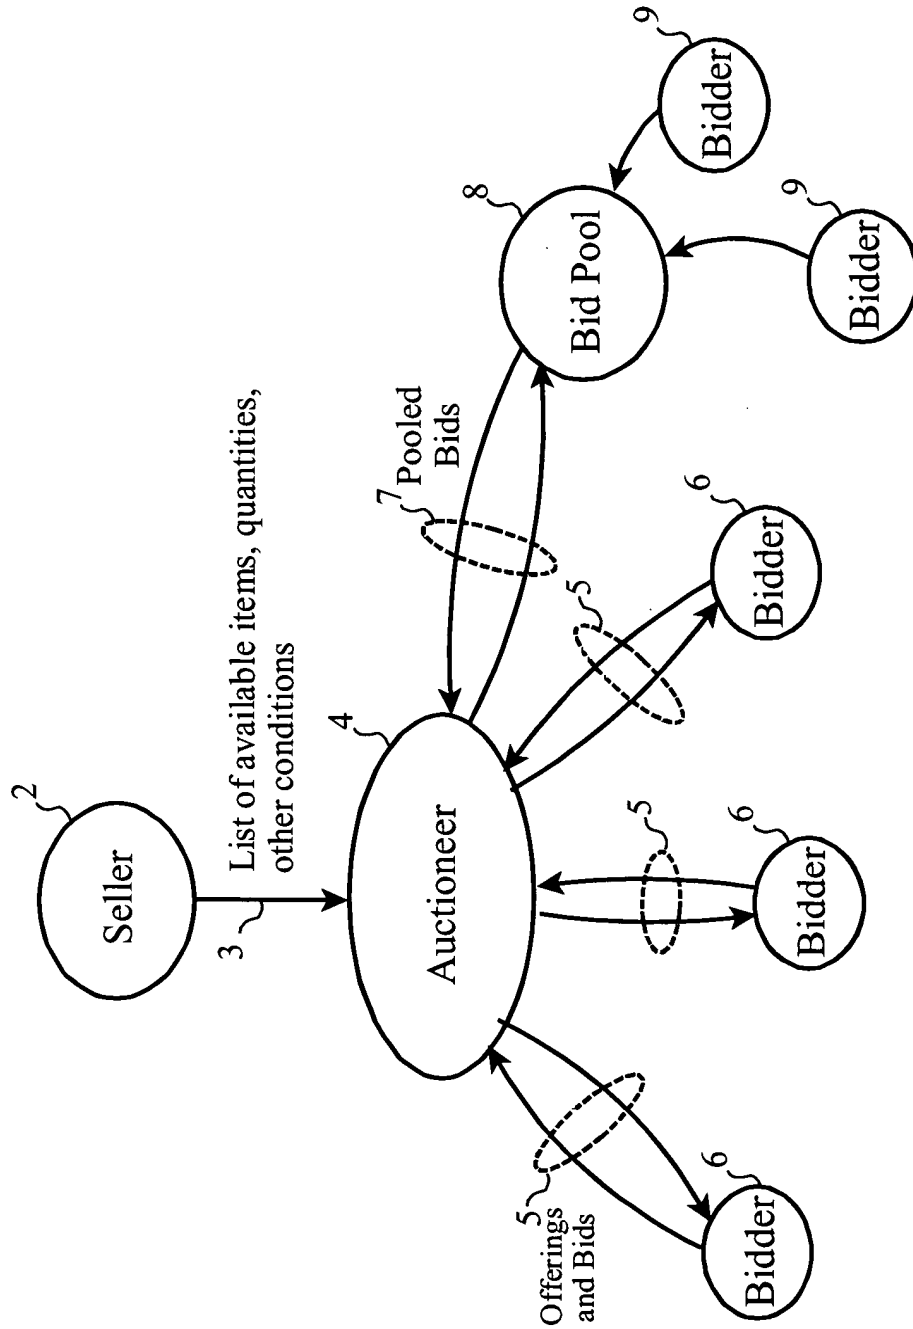 2
Seller
3
List of available items, quantities,
other conditions
4
Auctioneer
7
Pooled
Bids
8
Bid Pool
9
Bidder
9
Bidder
5
Offerings
and Bids
5
5
6
Bidder
6
Bidder
6
Bidder